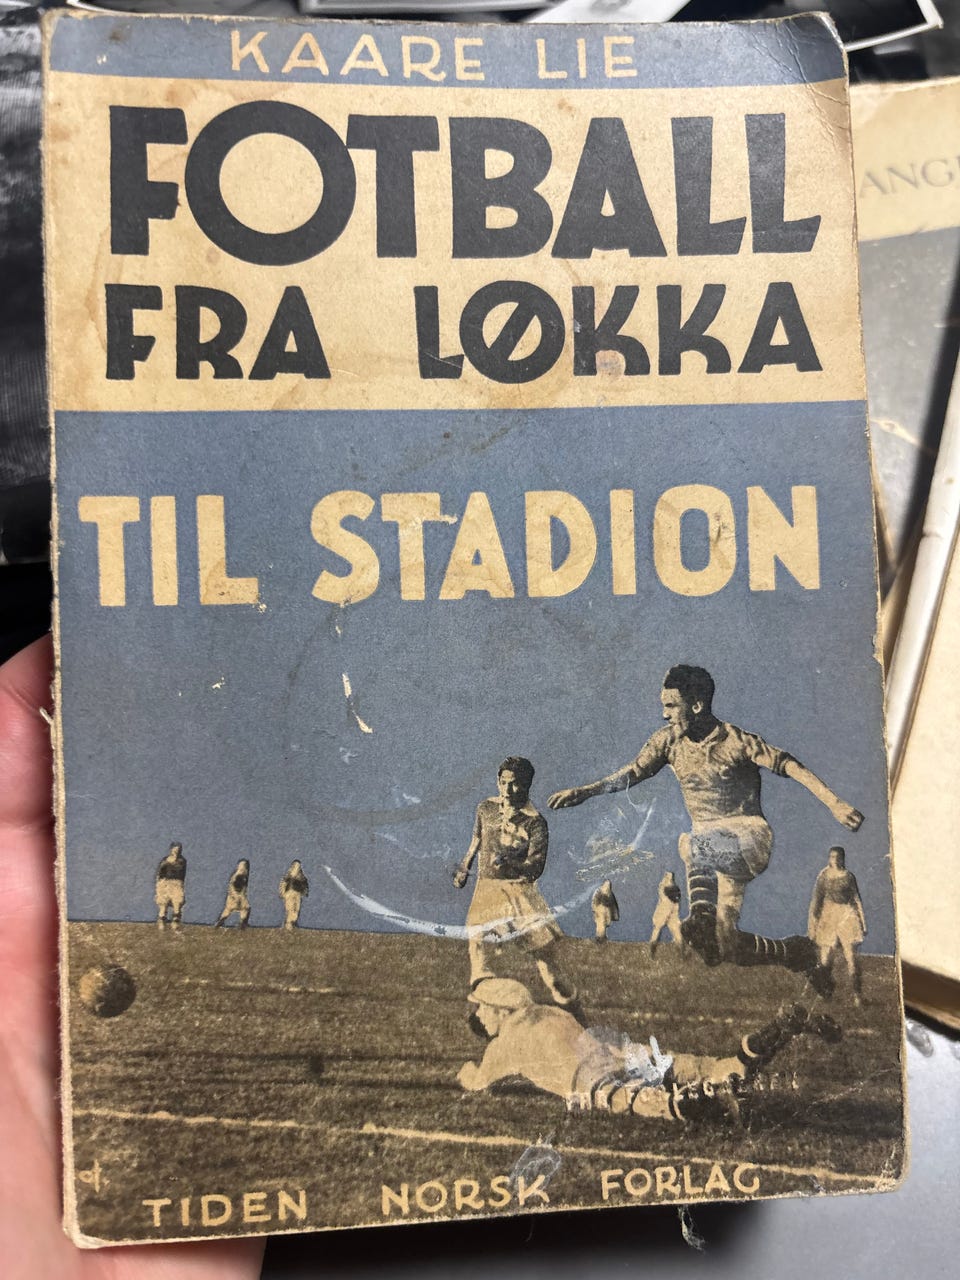 KAARE LIE
FOTBALL
FRA LØKKA
TIL STADION
TIDEN NORSK FORLAG